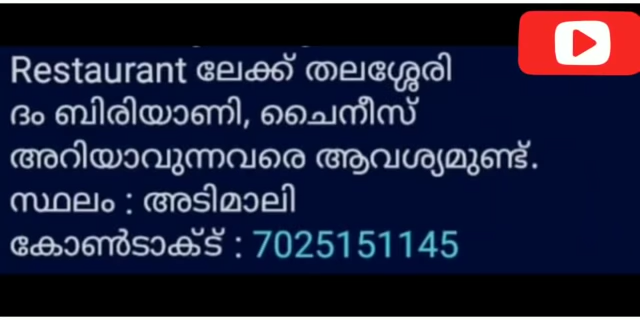 Restaurant ലേക്ക് തലശ്ശേരി
ദം ബിരിയാണി, ചൈനീസ്
അറിയാവുന്നവരെ ആവശ്യമുണ്ട്.
സ്ഥലം : അടിമാലി
കോൺടാക്ട് : 7025151145